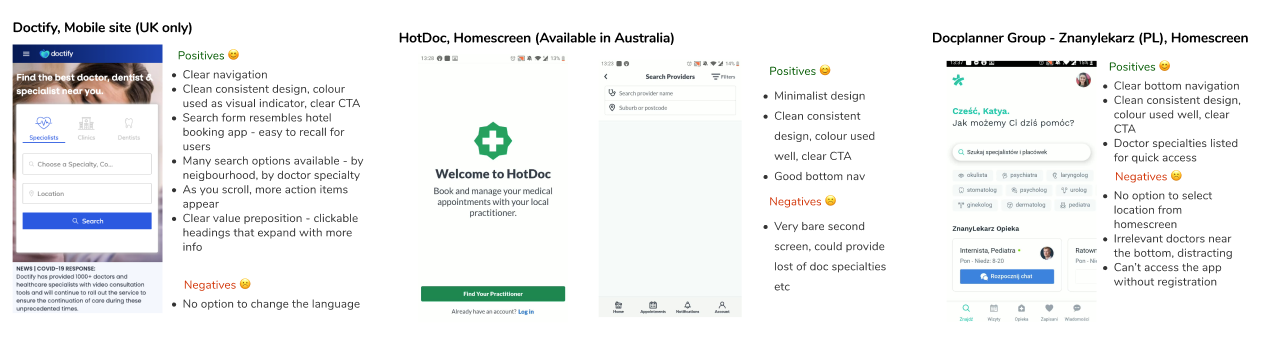 Doctify, Mobile site (UK only)
doctify
Find the best doctor, dentist &
specialist near you.
Specialists
Clinics
Dentists
Choose a Specialty, Co...
Location
Search
NEWS | COVID-19 RESPONSE:
Doctify has provided 1000+ doctors and
healthcare specialists with video consultation
tools and will continue to roll out the service to
ensure the continuation of care during these
unprecedented times.
Positives
Clear navigation
Clean consistent design, colour
used as visual indicator, clear CTA
Search form resembles hotel
booking app - easy to recall for
users
Many search options available - by
neigbourhood, by doctor specialty
As you scroll, more action items
appear
Clear value preposition - clickable
headings that expand with more
info
Negatives
No option to change the language
HotDoc, Homescreen (Available in Australia)
13:28
13%
Welcome to HotDoc
Book and manage your medical
appointments with your local
practitioner.
Find Your Practitioner
Already have an account? Log in
13:23
14%
Search Providers
Filters
Search provider name
Suburb or postcode
Home
Appointments
Notifications
Account
Positives
Minimalist design
Clean consistent
design, colour used
well, clear CTA
Good bottom nav
Negatives
Very bare second
screen, could provide
lost of doc specialties
etc
Docplanner Group - Znanylekarz (PL), Homescreen
13:37
15%
Cześć, Katya.
Jak możemy Ci dziś pomóc?
Szukaj specjalistów i placówek
okulista
psychiatra
laryngolog
stomatolog
psycholog
urolog
ginekolog
dermatolog
pediatra
ZnanyLekarz Opieka
Internista, Pediatra
Pon - Niedz: 8-20
Rozpocznij chat
Ratown
Pon - Ni
Znajdź
Wizyty
Opieka
Zapisani
Wiadomości
Positives
Clear bottom navigation
Clean consistent design,
colour used well, clear
CTA
Doctor specialties listed
for quick access
Negatives
No option to select
location from
homescreen
Irrelevant doctors near
the bottom, distracting
Can't access the app
without registration